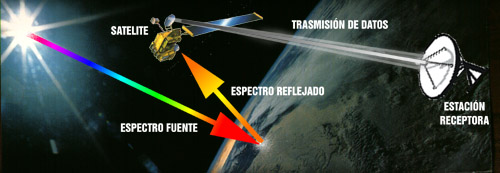 SATELITE
TRASMISIÓN DE DATOS
ESPECTRO REFLEJADO
ESPECTRO FUENTE
ESTACIÓN
RECEPTORA